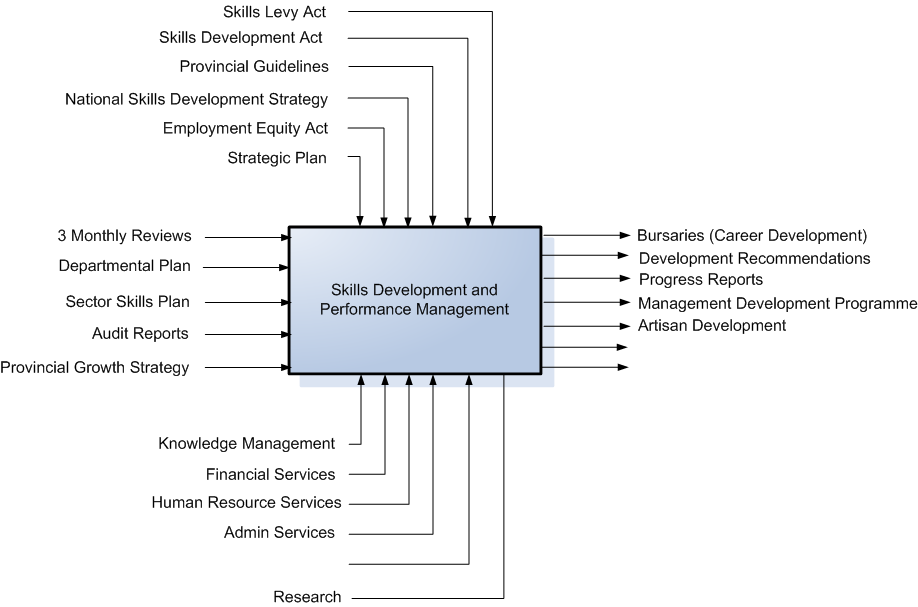 Skills Levy Act
Skills Development Act
Provincial Guidelines
National Skills Development Strategy
Employment Equity Act
Strategic Plan
3 Monthly Reviews
Departmental Plan
Sector Skills Plan
Audit Reports
Provincial Growth Strategy
Skills Development and
Performance Management
Bursaries (Career Development)
Development Recommendations
Progress Reports
Management Development Programme
Artisan Development
Knowledge Management
Financial Services
Human Resource Services
Admin Services
Research